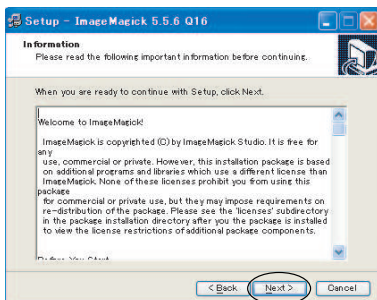 Setup - ImageMagick 5.5.6 Q16
Information
Please read the following important information before continuing.
When you are ready to continue with Setup, click Next.
Welcome to ImageMagick!
ImageMagick is copyrighted (C) by ImageMagick Studio. It is free for
any
use, commercial or private. However, this installation package is based
on additional programs and libraries which use a different license than
ImageMagick. None of these licenses prohibit you from using this
package
for commercial or private use, but they may impose requirements on
re-distribution of the package. Please see the 'licenses' subdirectory
in the package installation directory after you the package is installed
to view the license restrictions of additional package components.
Before You Start
< Back Next > Cancel